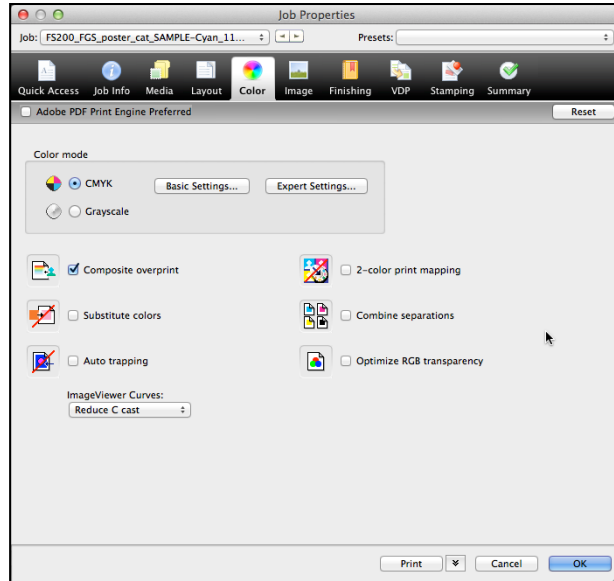 Job Properties
Job: FS200_FGS_poster_cat_SAMPLE-Cyan_11... Presets:
Quick Access Job Info Media Layout Color Image Finishing VDP Stamping Summary
Adobe PDF Print Engine Preferred Reset
Color mode
CMYK Basic Settings... Expert Settings...
Grayscale
Composite overprint 2-color print mapping
Substitute colors Combine separations
Auto trapping Optimize RGB transparency
ImageViewer Curves:
Reduce C cast
Print Cancel OK